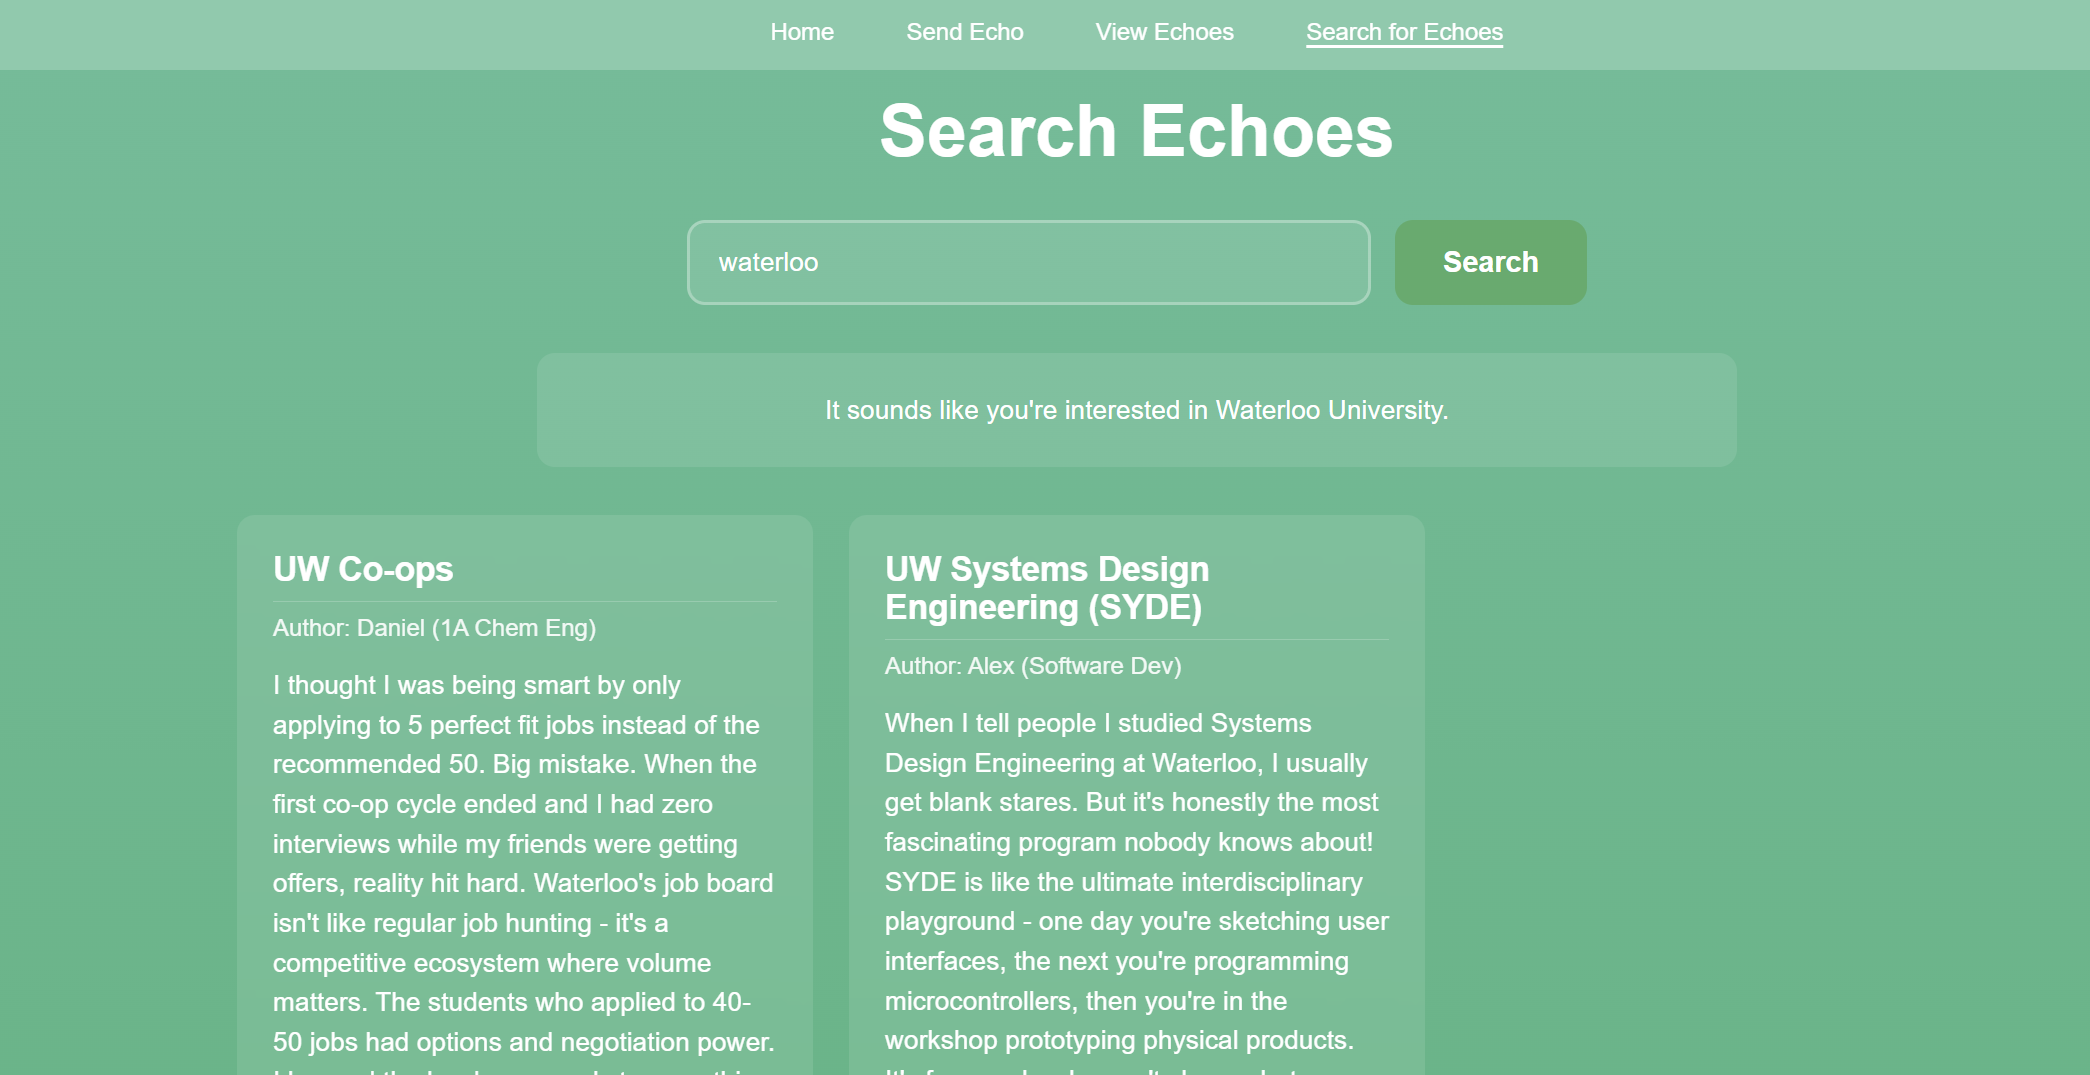 Home
Send Echo
View Echoes
Search for Echoes
Search Echoes
waterloo
Search
It sounds like you're interested in Waterloo University.
UW Co-ops
Author: Daniel (1A Chem Eng)
I thought I was being smart by only
applying to 5 perfect fit jobs instead of the
recommended 50. Big mistake. When the
first co-op cycle ended and I had zero
interviews while my friends were getting
offers, reality hit hard. Waterloo's job board
isn't like regular job hunting - it's a
competitive ecosystem where volume
matters. The students who applied to 40-
50 jobs had options and negotiation power.
UW Systems Design
Engineering (SYDE)
Author: Alex (Software Dev)
When I tell people I studied Systems
Design Engineering at Waterloo, I usually
get blank stares. But it's honestly the most
fascinating program nobody knows about!
SYDE is like the ultimate interdisciplinary
playground - one day you're sketching user
interfaces, the next you're programming
microcontrollers, then you're in the
workshop prototyping physical products.